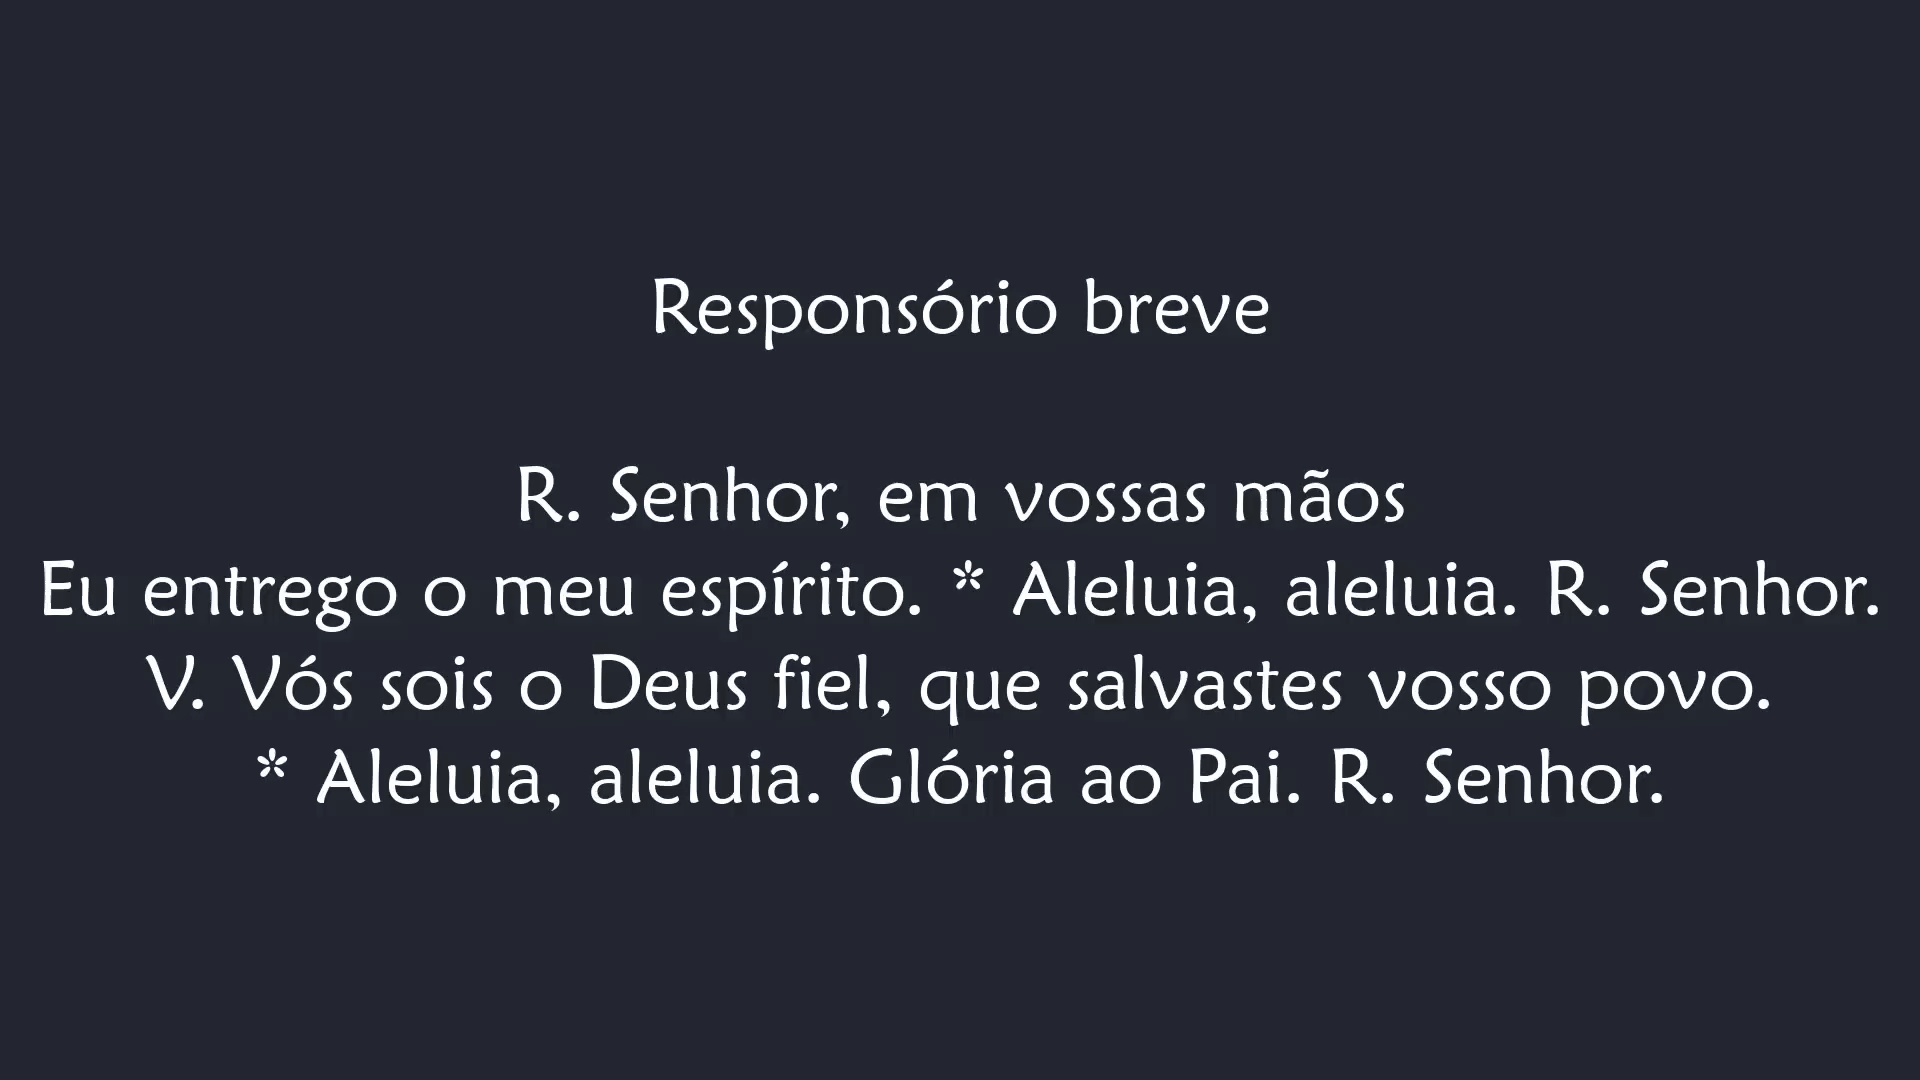 Responsório breve
R. Senhor, em vossas mãos
Eu entrego o meu espírito. * Aleluia, aleluia. R. Senhor.
V. Vós sois o Deus fiel, que salvastes vosso povo.
* Aleluia, aleluia. Glória ao Pai. R. Senhor.